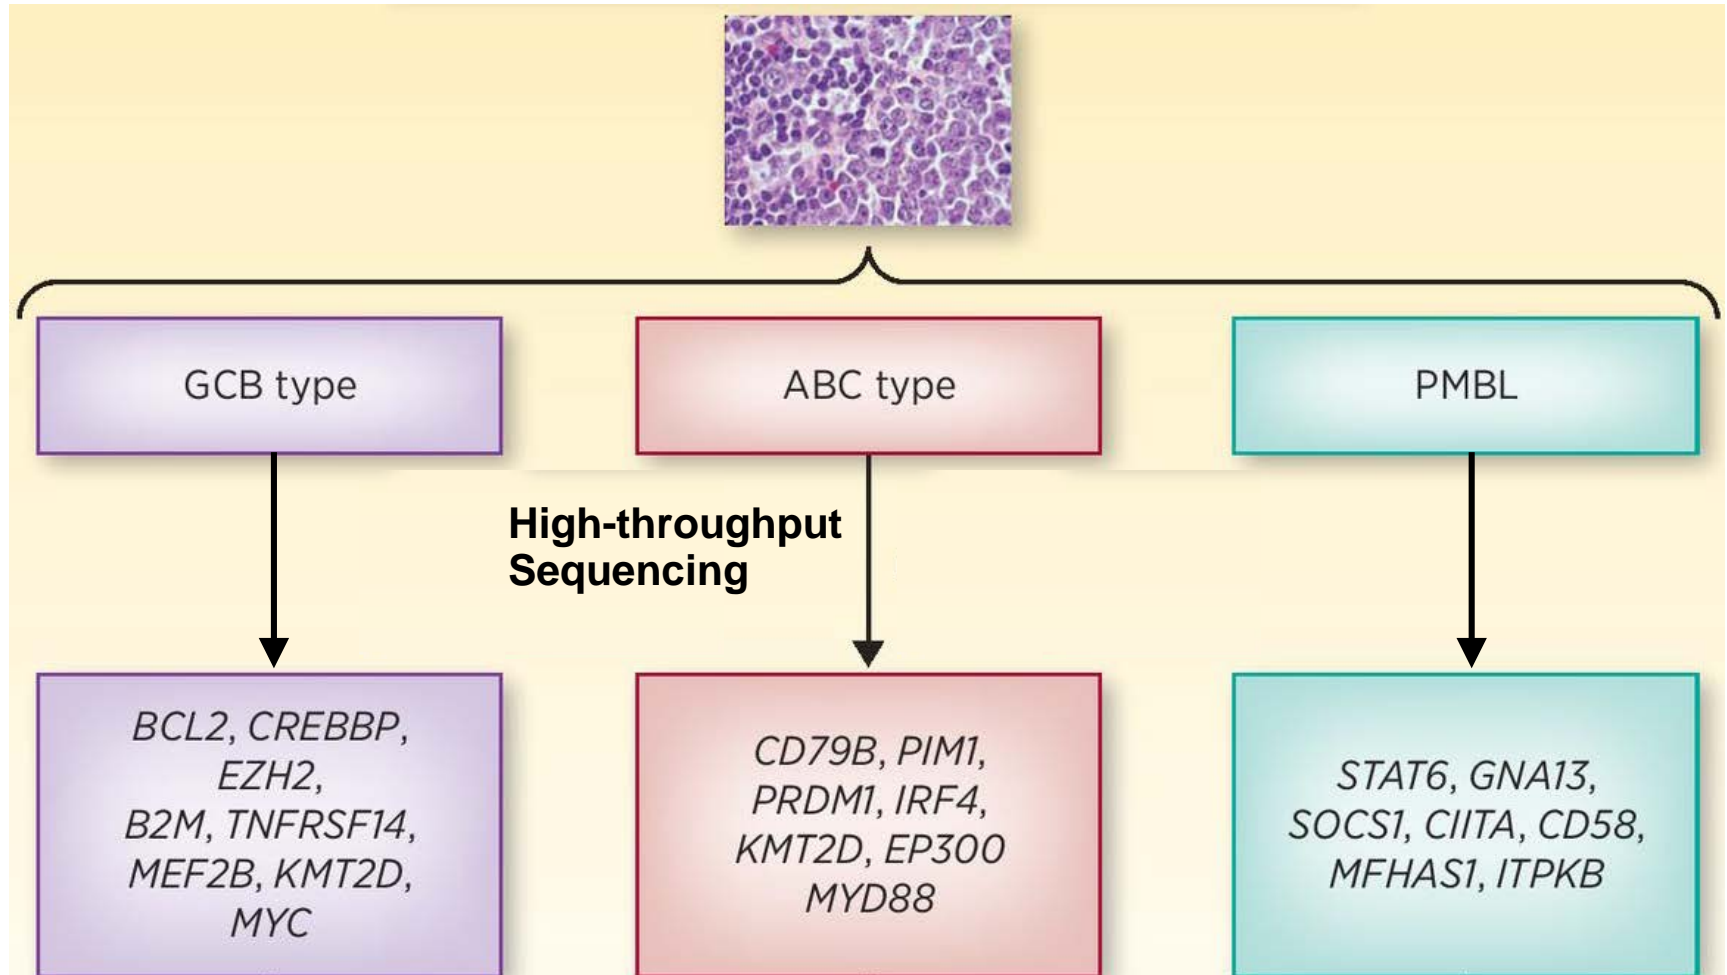 GCB type
ABC type
PMBL
High-throughput
Sequencing
BCL2, CREBBP,
EZH2,
B2M, TNFRSF14,
MEF2B, KMT2D,
MYC
CD79B, PIM1,
PRDM1, IRF4,
KMT2D, EP300
MYD88
STAT6, GNA13,
SOCS1, CIITA, CD58,
MFHAS1, ITPKB